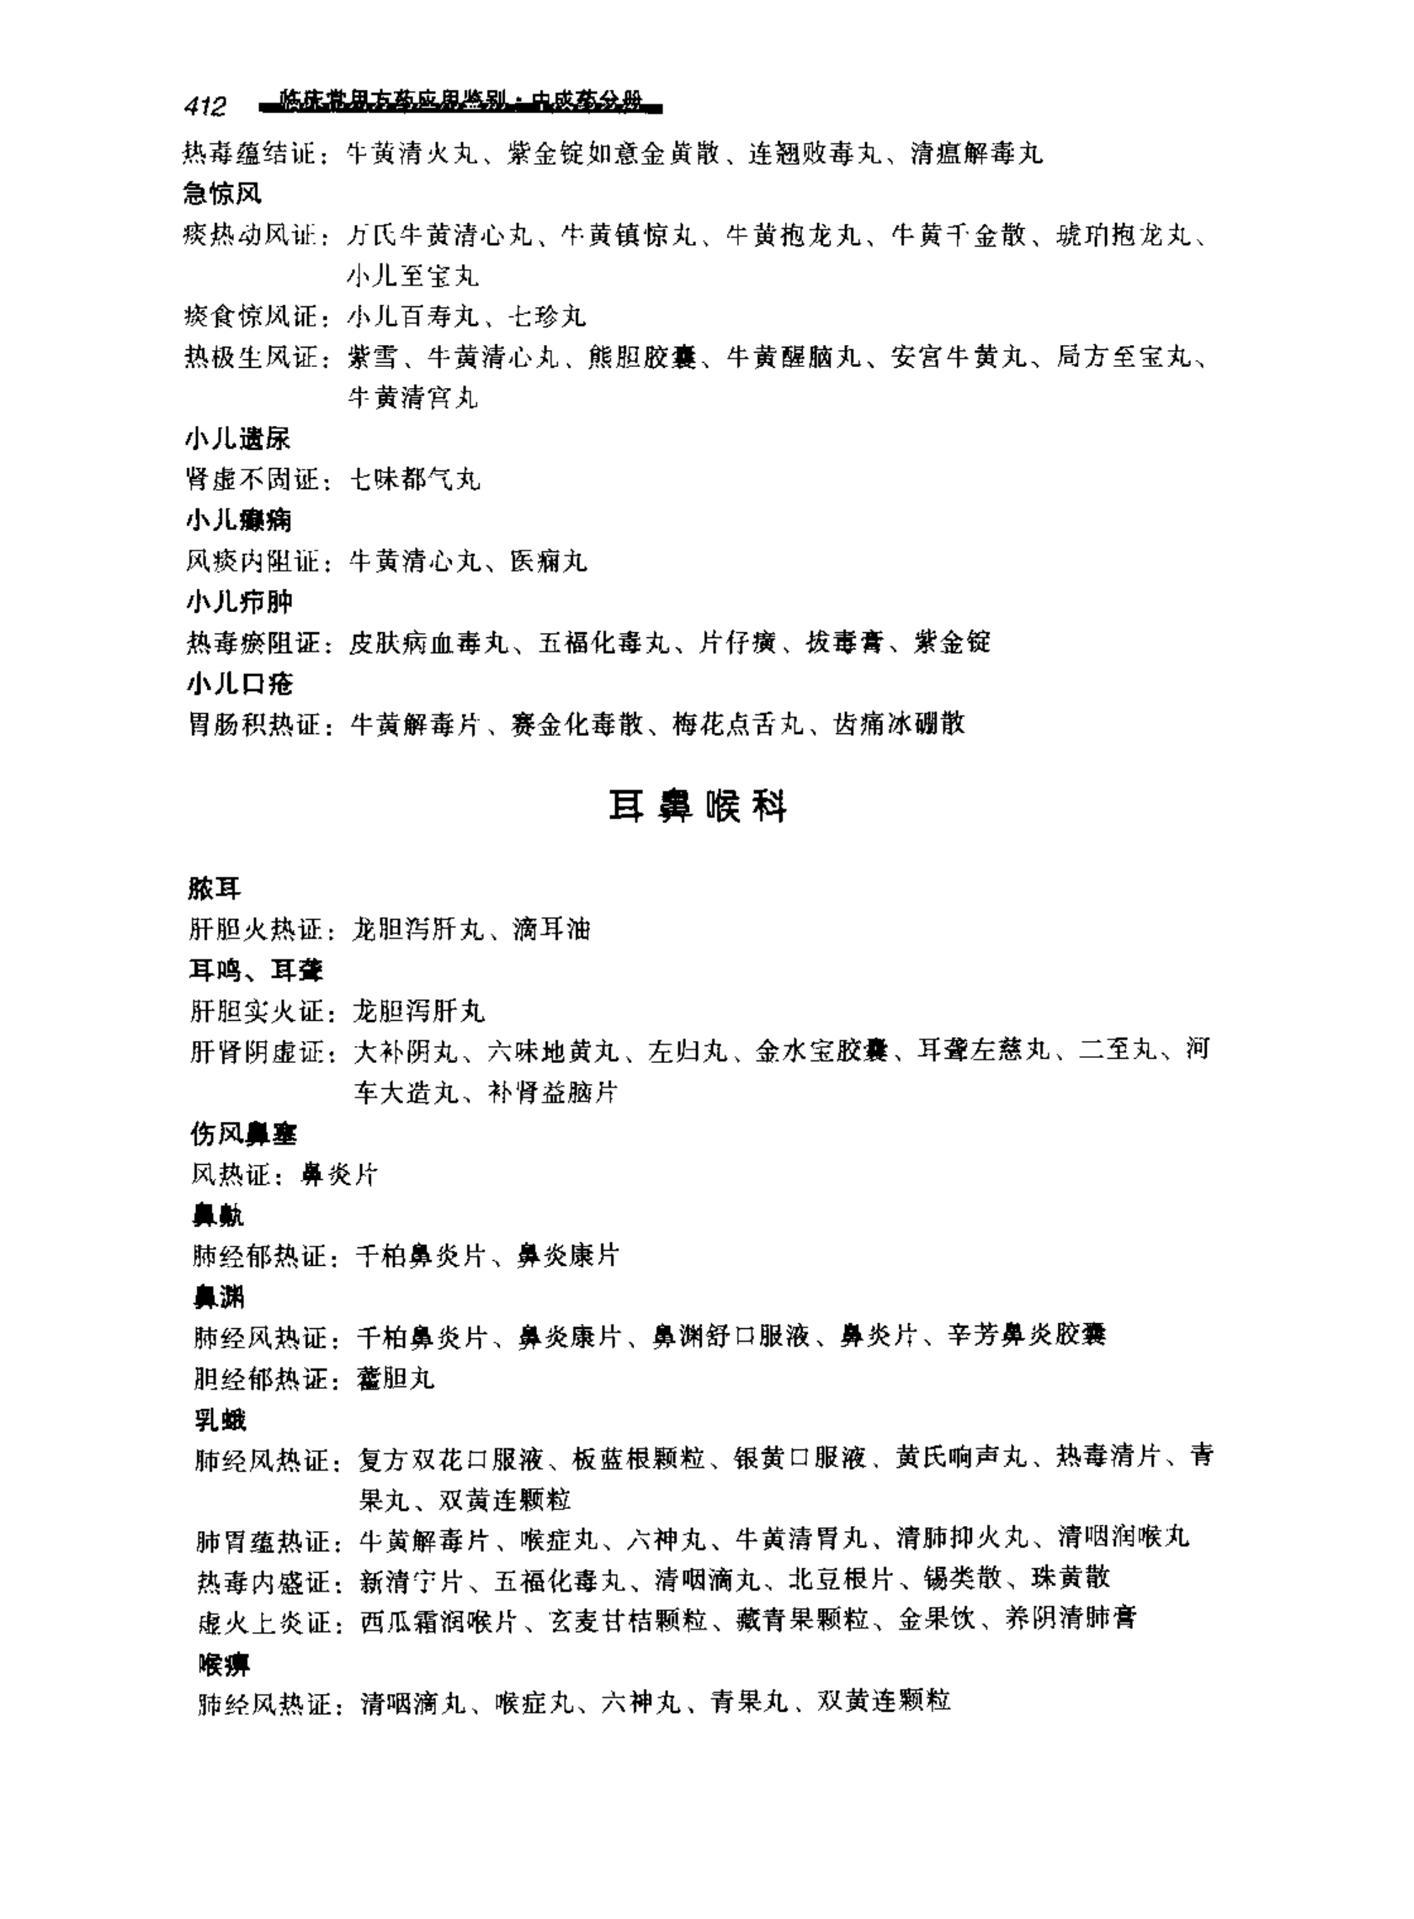 412 临床常用方药应用鉴别·中成药分册
热毒蕴结证：牛黄清火丸、紫金锭如意金黄散、连翘败毒丸、清瘟解毒丸
急惊风
痰热动风证：万氏牛黄清心丸、牛黄镇惊丸、牛黄抱龙丸、牛黄千金散、琥珀抱龙丸、
小儿至宝丸
痰食惊风证：小儿百寿丸、七珍丸
热极生风证：紫雪、牛黄清心丸、熊胆胶囊、牛黄醒脑丸、安宫牛黄丸、局方至宝丸、
牛黄清宫丸
小儿遗尿
肾虚不固证：七味都气丸
小儿癫痫
风痰内阻证：牛黄清心丸、医痫丸
小儿疖肿
热毒瘀阻证：皮肤病血毒丸、五福化毒丸、片仔癀、拔毒膏、紫金锭
小儿口疮
胃肠积热证：牛黄解毒片、赛金化毒散、梅花点舌丸、齿痛冰硼散
耳鼻喉科
脓耳
肝胆火热证：龙胆泻肝丸、滴耳油
耳鸣、耳聋
肝胆实火证：龙胆泻肝丸
肝肾阴虚证：大补阴丸、六味地黄丸、左归丸、金水宝胶囊、耳聋左慈丸、二至丸、河
车大造丸、补肾益脑片
伤风鼻塞
风热证：鼻炎片
鼻鼽
肺经郁热证：千柏鼻炎片、鼻炎康片
鼻渊
肺经风热证：千柏鼻炎片、鼻炎康片、鼻渊舒口服液、鼻炎片、辛芳鼻炎胶囊
胆经郁热证：藿胆丸
乳蛾
肺经风热证：复方双花口服液、板蓝根颗粒、银黄口服液、黄氏响声丸、热毒清片、青
果丸、双黄连颗粒
肺胃蕴热证：牛黄解毒片、喉症丸、六神丸、牛黄清胃丸、清肺抑火丸、清咽润喉丸
热毒内盛证：新清宁片、五福化毒丸、清咽滴丸、北豆根片、锡类散、珠黄散
虚火上炎证：西瓜霜润喉片、玄麦甘桔颗粒、藏青果颗粒、金果饮、养阴清肺膏
喉痹
肺经风热证：清咽滴丸、喉症丸、六神丸、青果丸、双黄连颗粒